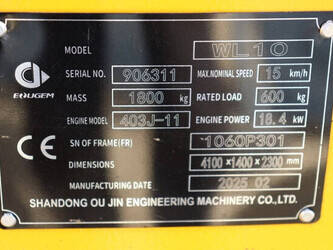 MODEL WL10
SERIAL NO. 906311 MAX.NOMINAL SPEED 15 km/h
EOUGEM
MASS 1800 kg RATED LOAD 600 kg
ENGINE MODEL 403J-11 ENGINE POWER 18.4 kW
SN OF FRAME(FR) 1060P301
DIMENSIONS 4100×1400×2300 mm
MANUFACTURING DATE 2025.02
SHANDONG OU JIN ENGINEERING MACHINERY CO.,LTD.